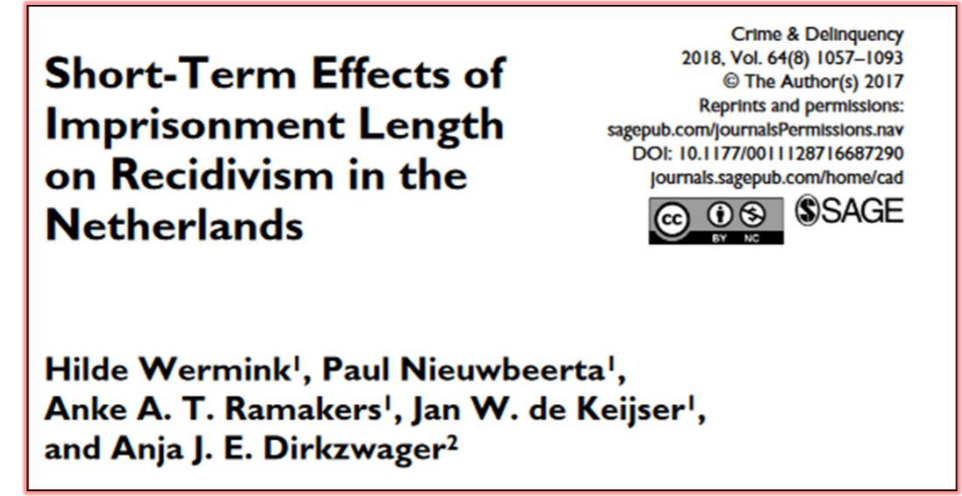 Short-Term Effects of
Imprisonment Length
on Recidivism in the
Netherlands
Crime & Delinquency
2018, Vol. 64(8) 1057–1093
© The Author(s) 2017
Reprints and permissions:
sagepub.com/journalsPermissions.nav
DOI: 10.1177/0011128716687290
journals.sagepub.com/home/cad
cc BY NC
SSAGE
Hilde Wermink¹, Paul Nieuwbeerta¹,
Anke A. T. Ramakers¹, Jan W. de Keijser¹,
and Anja J. E. Dirkzwager²